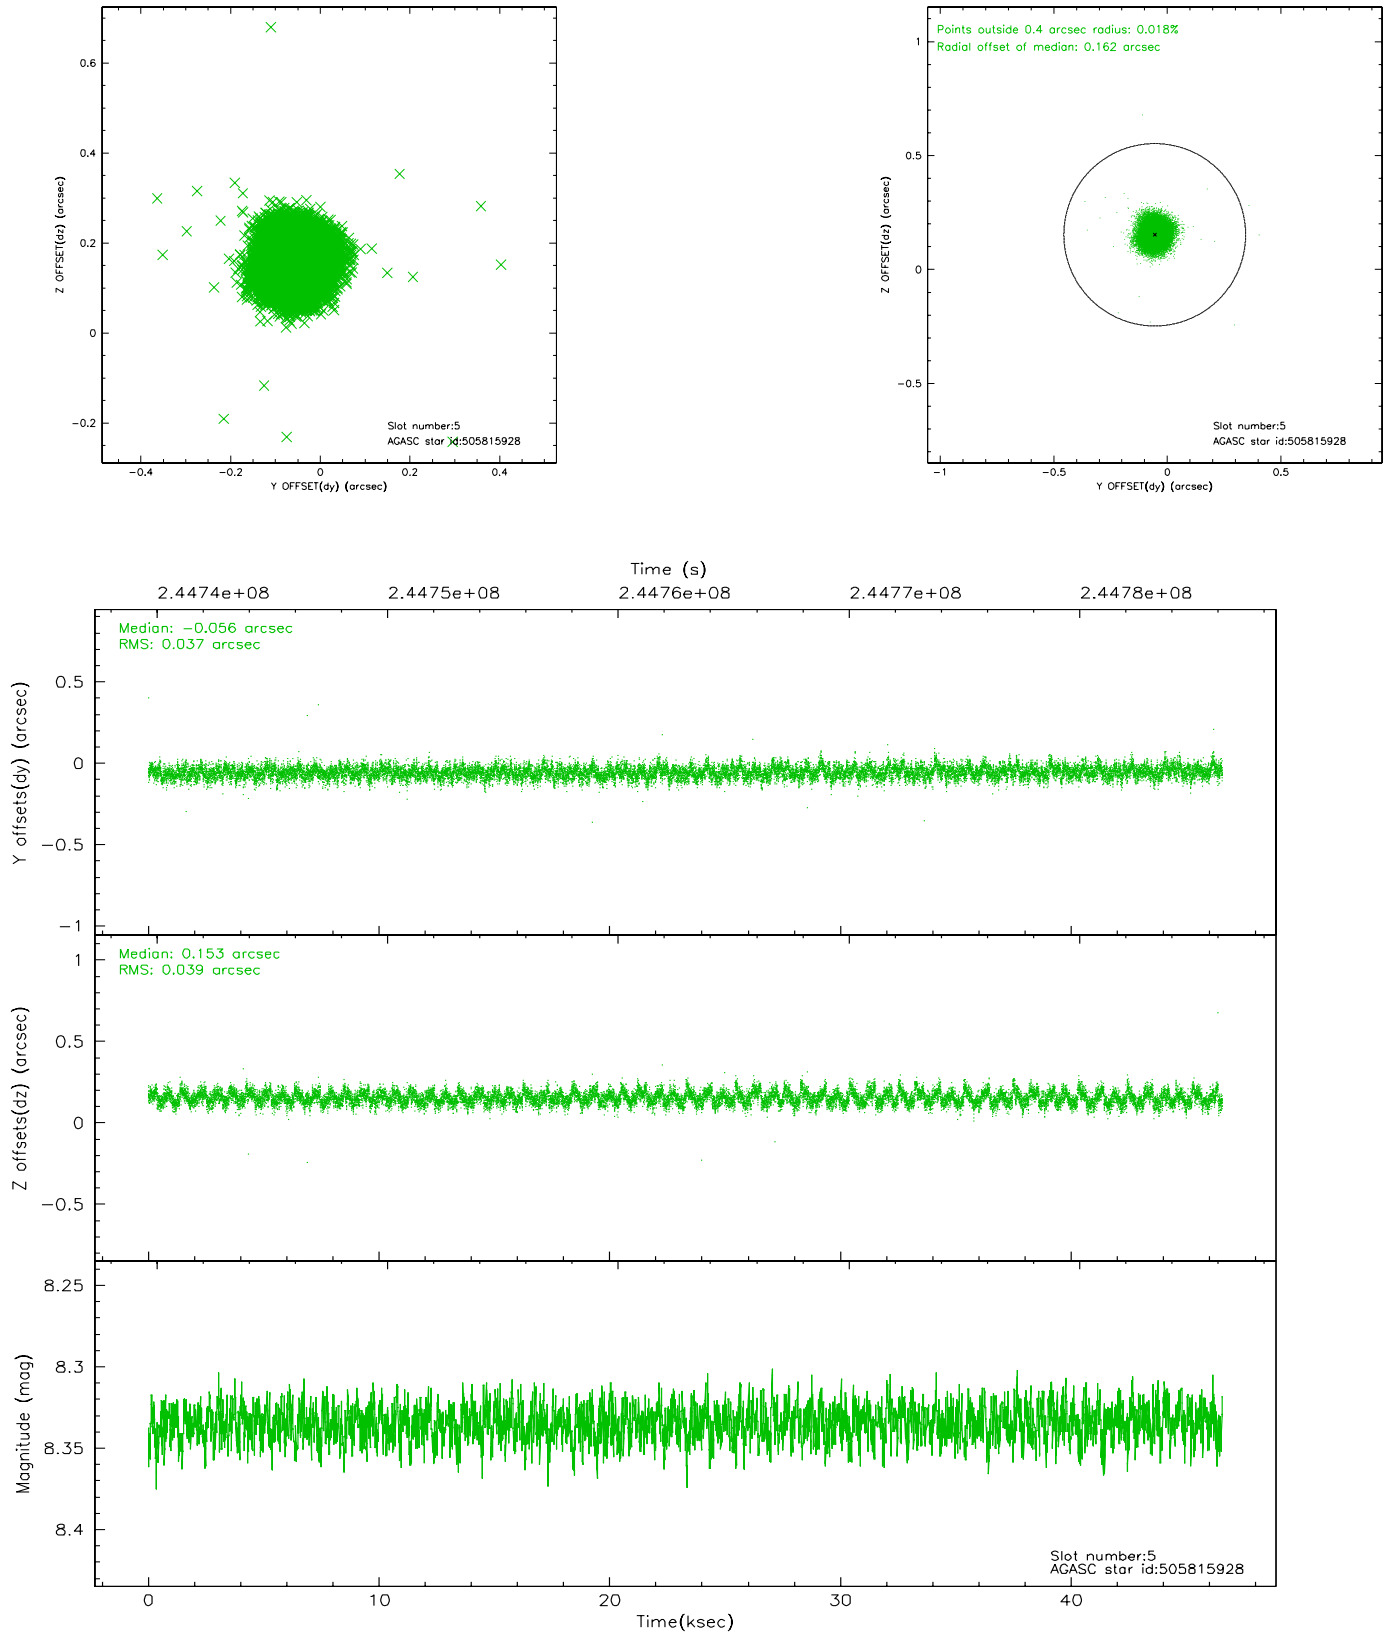 0.6
0.4
0.2
0
−0.2
Z OFFSET(dz) (arcsec)
−0.4 −0.2 0 0.2 0.4
Y OFFSET(dy) (arcsec)
Slot number:5
AGASC star id:505815928
Points outside 0.4 arcsec radius: 0.018%
Radial offset of median: 0.162 arcsec
1
0.5
0
−0.5
Z OFFSET(dz) (arcsec)
−1 −0.5 0 0.5
Y OFFSET(dy) (arcsec)
Slot number:5
AGASC star id:505815928
Time (s)
2.4474e+08 2.4475e+08 2.4476e+08 2.4477e+08 2.4478e+08
Median: −0.056 arcsec
RMS: 0.037 arcsec
0.5
0
−0.5
−1
Y offsets(dy) (arcsec)
Median: 0.153 arcsec
RMS: 0.039 arcsec
1
0.5
0
−0.5
Z offsets(dz) (arcsec)
8.25
8.3
8.35
8.4
Magnitude (mag)
Slot number:5
AGASC star id:505815928
0 10 20 30 40
Time(ksec)